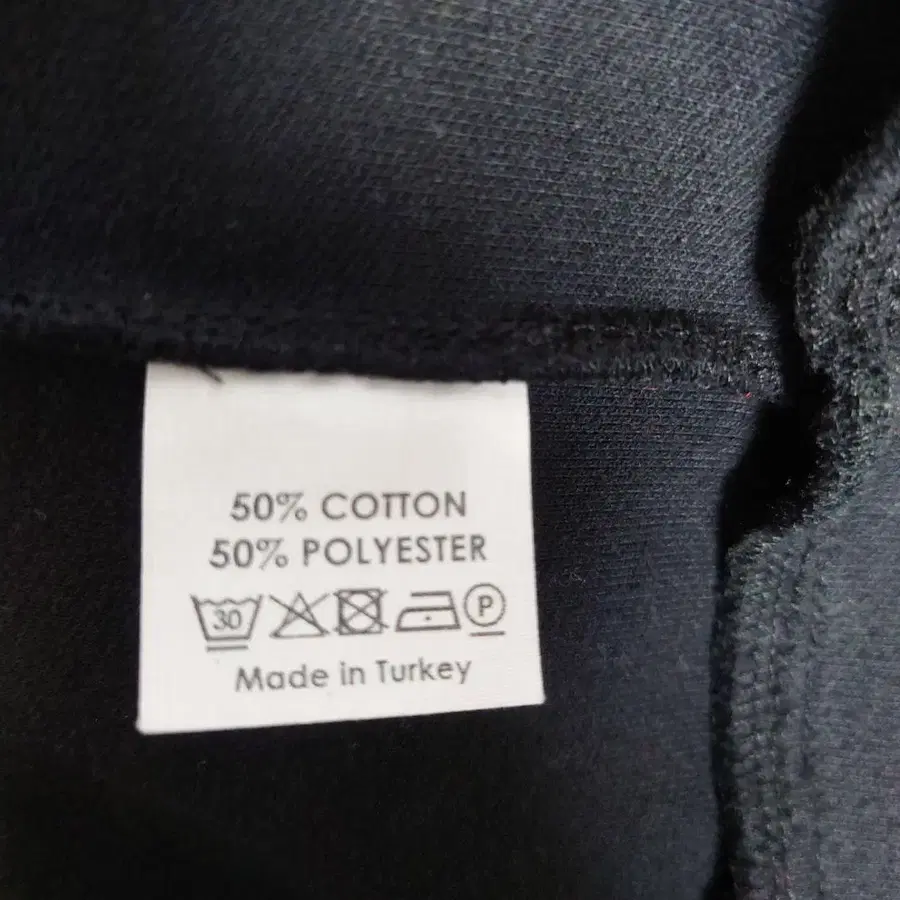 50% COTTON
50% POLYESTER
30 P
Made in Turkey